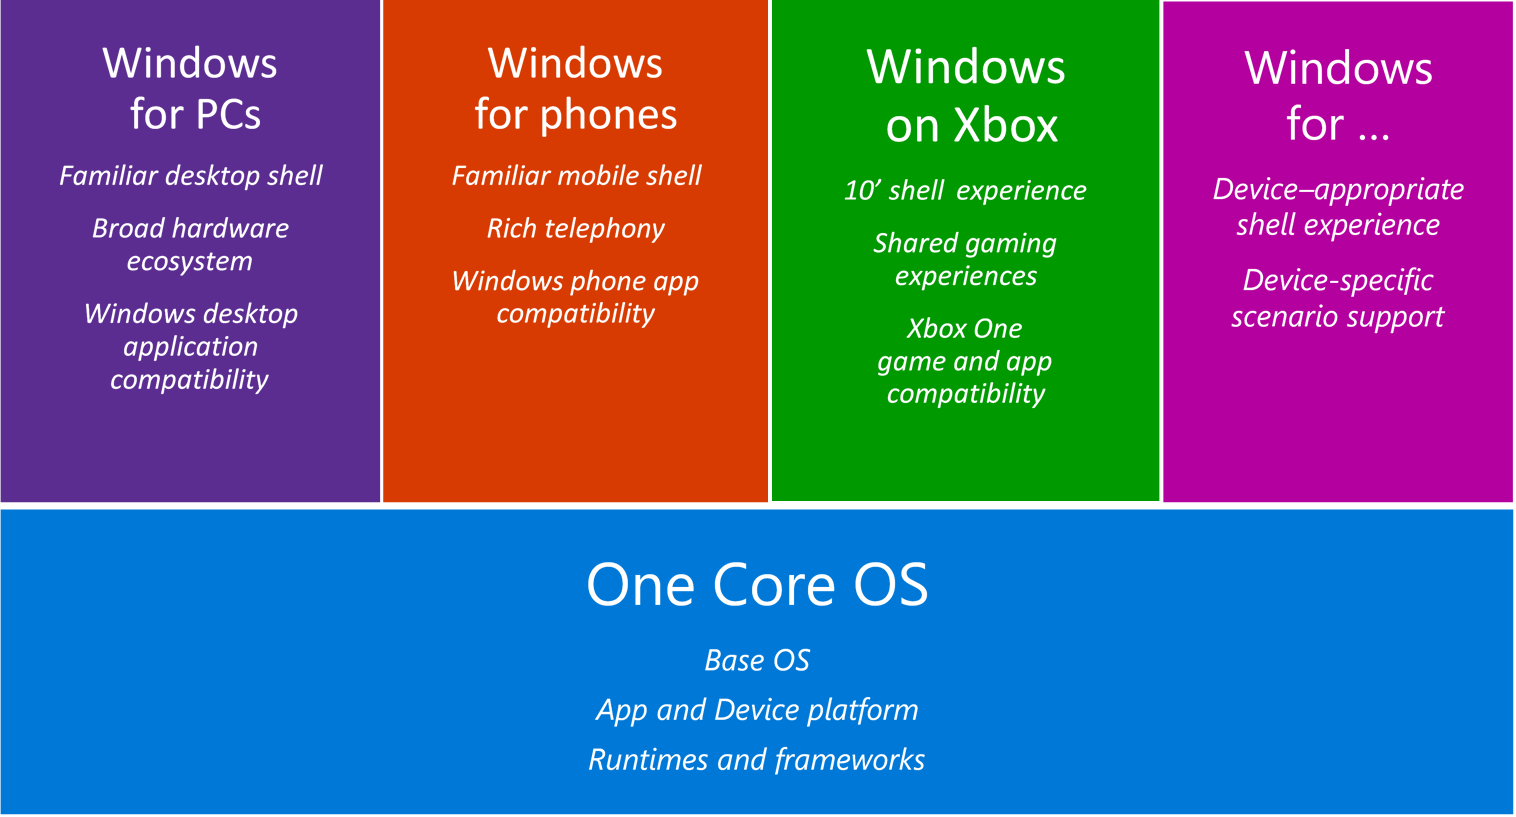 Windows
for PCs
Familiar desktop shell
Broad hardware
ecosystem
Windows desktop
application
compatibility
Windows
for phones
Familiar mobile shell
Rich telephony
Windows phone app
compatibility
Windows
on Xbox
10’ shell experience
Shared gaming
experiences
Xbox One
game and app
compatibility
Windows
for ...
Device–appropriate
shell experience
Device-specific
scenario support
One Core OS
Base OS
App and Device platform
Runtimes and frameworks